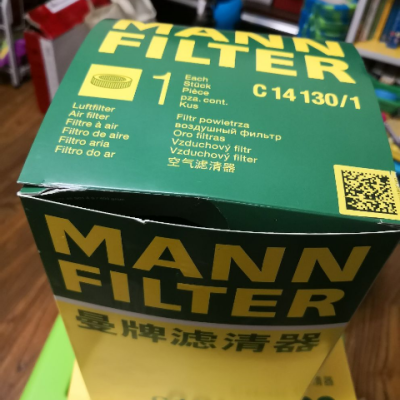 MANN
FILTER
1
Each
Stück
Pièce
pza. cont.
Kus
C 14 130/1
Luftfilter
Air filter
Filtre à air
Filtro de aire
Filtro aria
Filtro do ar
Filtr powietrza
воздушный фильтр
Oro filtras
Vzduchový filtr
Vzduchový filter
空气滤清器
MANN
FILTER
曼牌滤清器